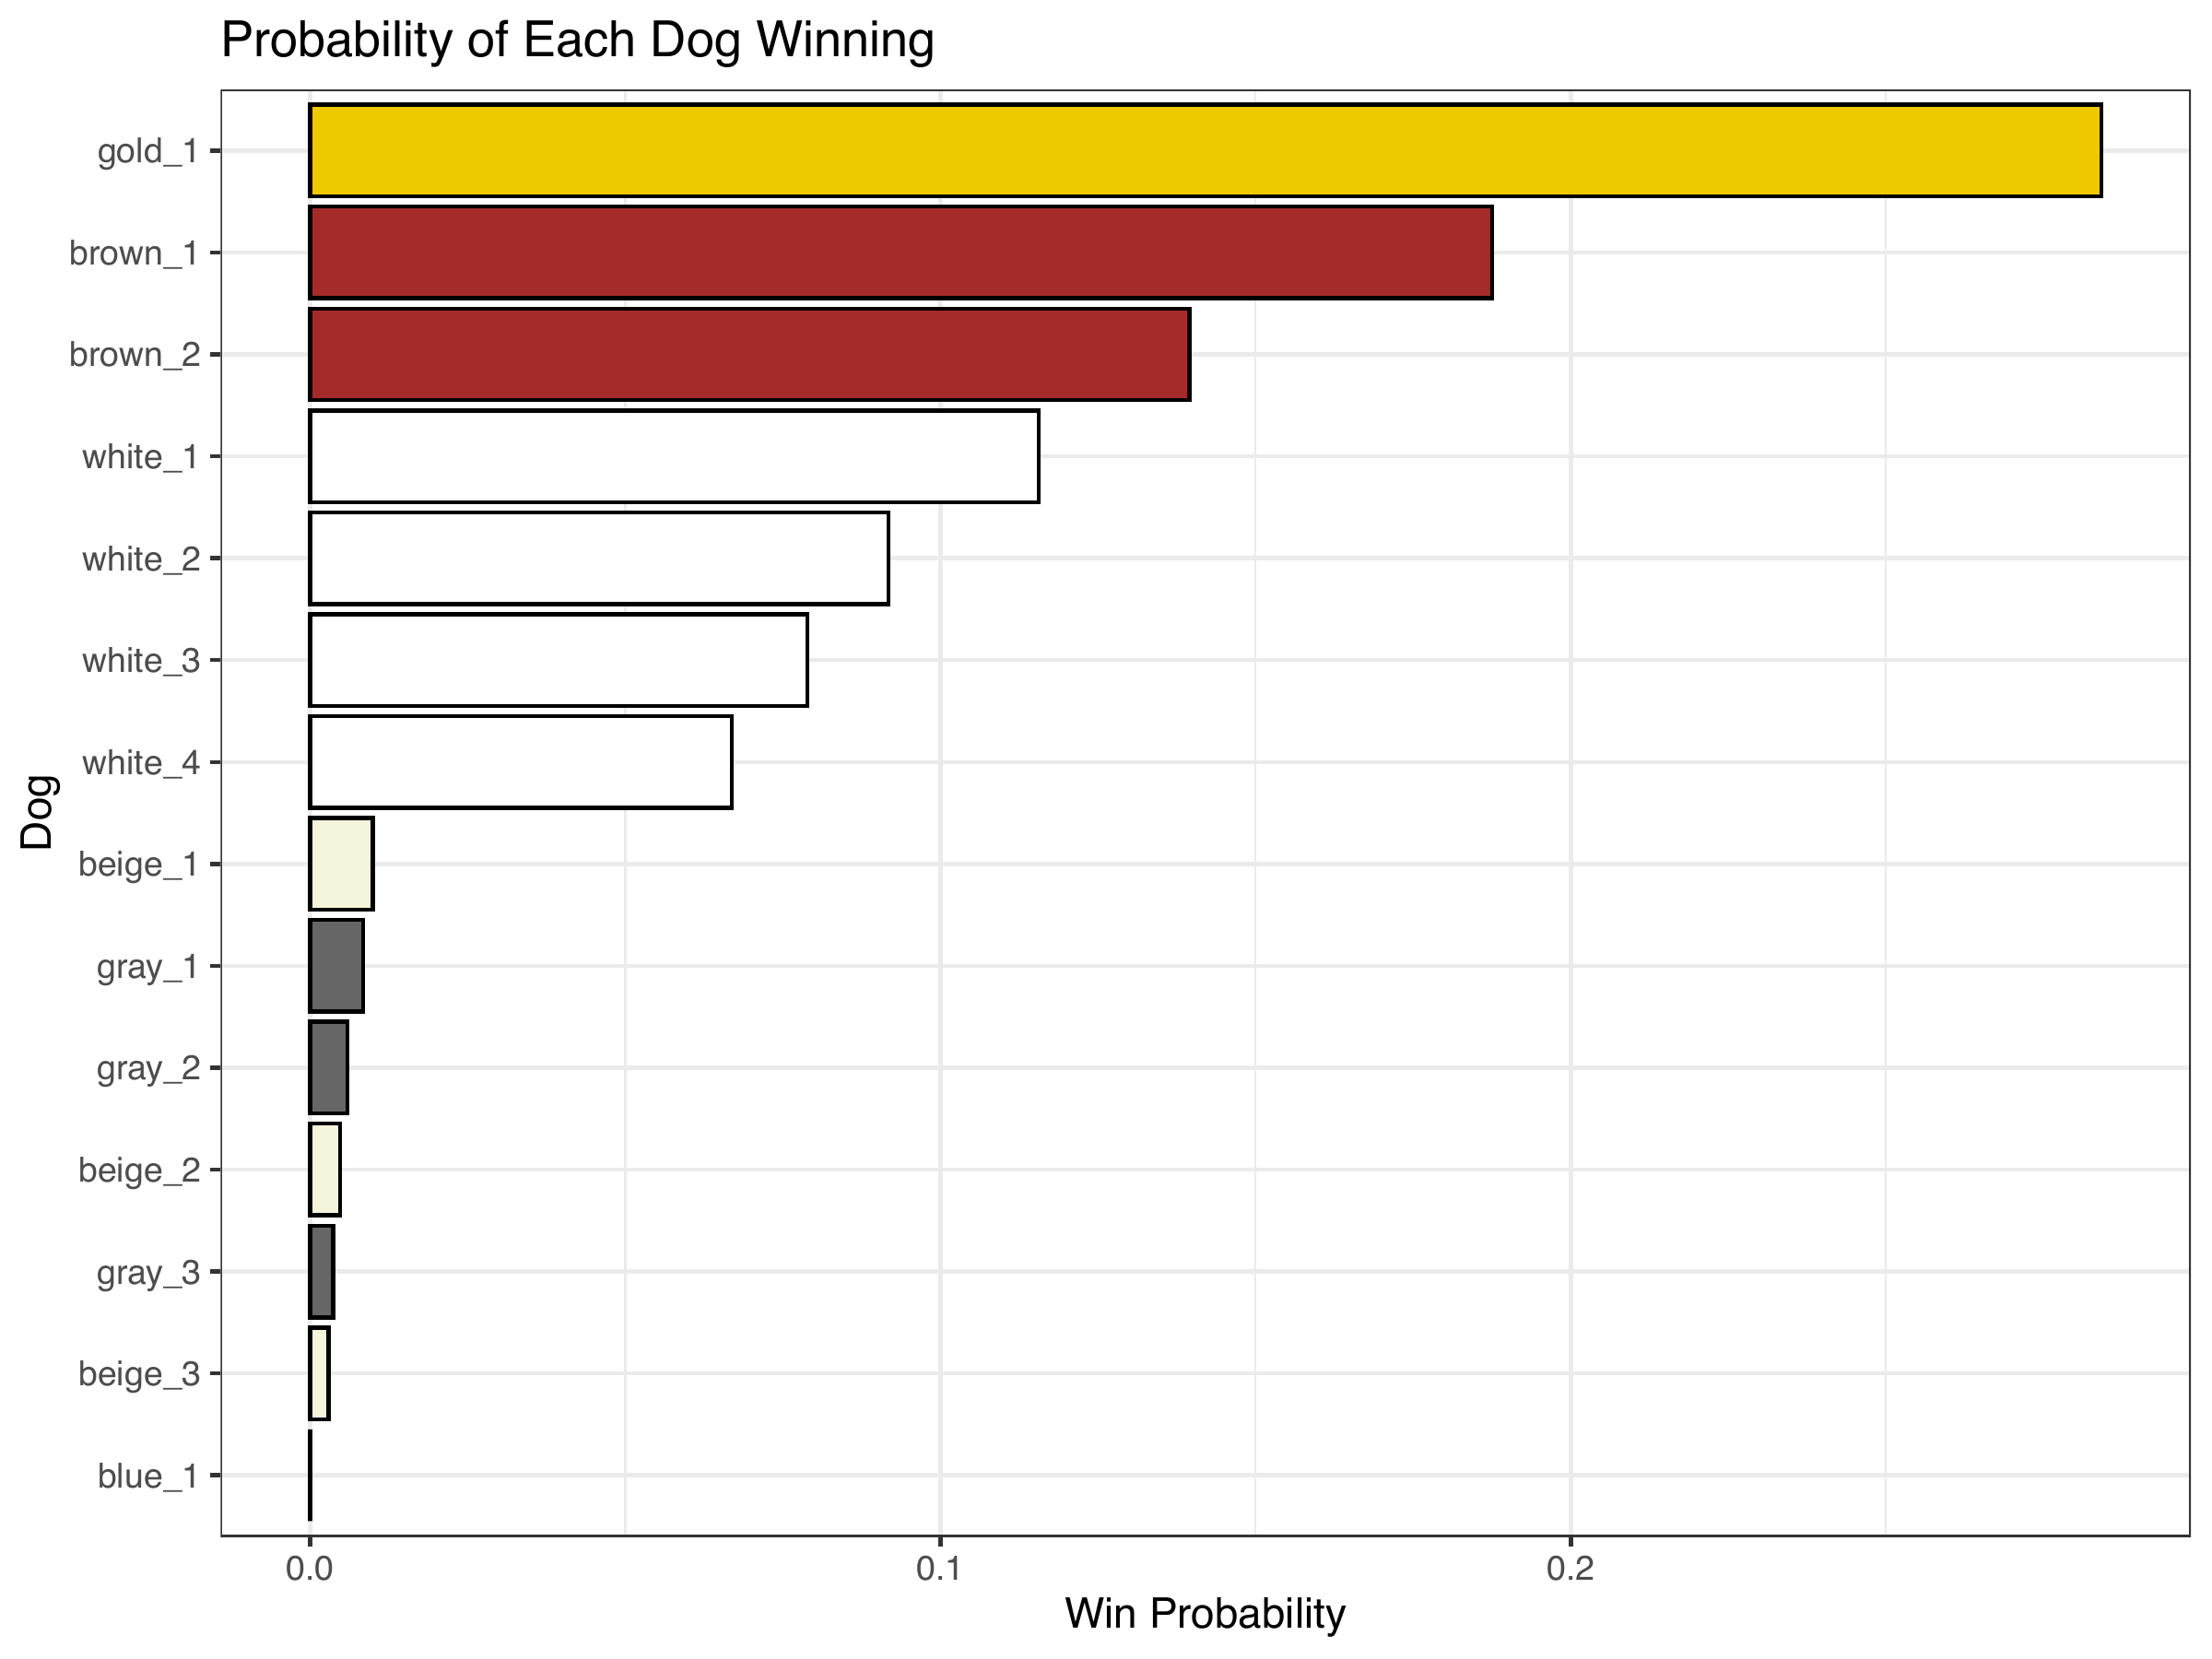 Probability of Each Dog Winning
gold_1
brown_1
brown_2
white_1
white_2
white_3
white_4
beige_1
gray_1
gray_2
beige_2
gray_3
beige_3
blue_1
Dog
0.0 0.1 0.2
Win Probability